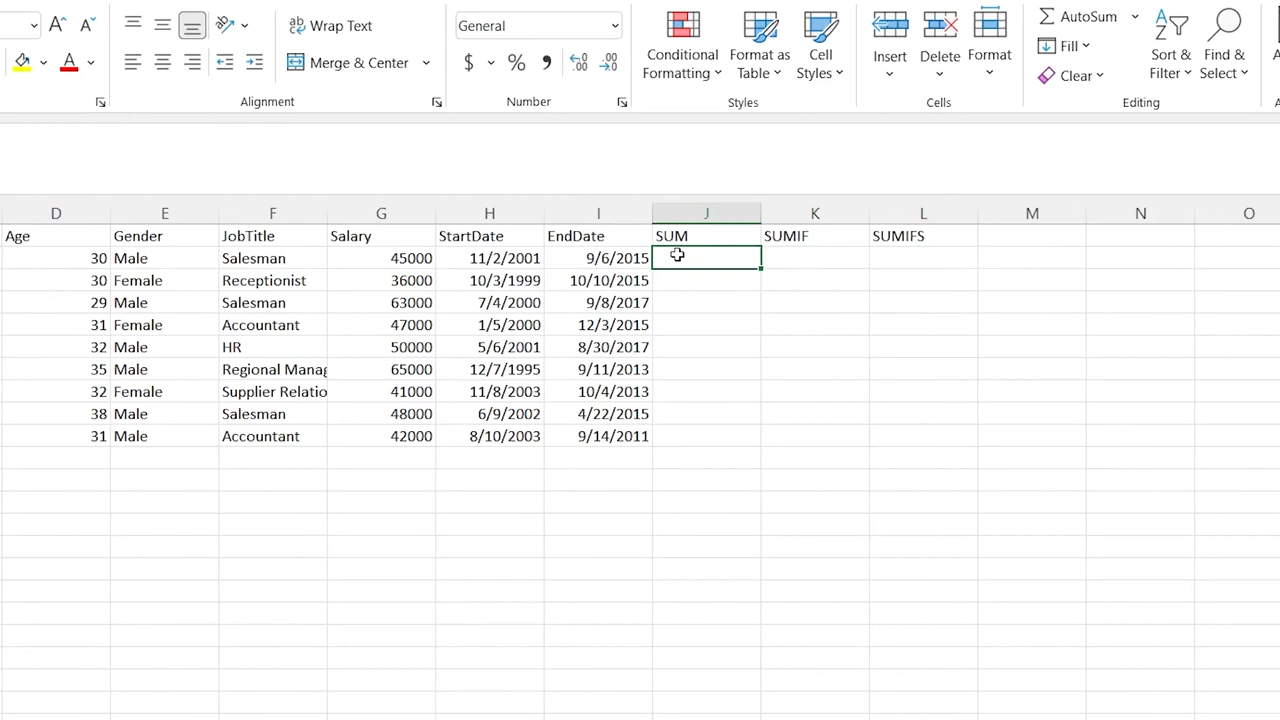 Wrap Text
General
AutoSum
Merge & Center
$ % ,
Conditional Formatting
Format as Table
Cell Styles
Insert
Delete
Format
Fill
Clear
Sort & Filter
Find & Select
Alignment
Number
Styles
Cells
Editing
D E F G H I J K L M N O
Age Gender JobTitle Salary StartDate EndDate SUM SUMIF SUMIFS
30 Male Salesman 45000 11/2/2001 9/6/2015
30 Female Receptionist 36000 10/3/1999 10/10/2015
29 Male Salesman 63000 7/4/2000 9/8/2017
31 Female Accountant 47000 1/5/2000 12/3/2015
32 Male HR 50000 5/6/2001 8/30/2017
35 Male Regional Manag 65000 12/7/1995 9/11/2013
32 Female Supplier Relatio 41000 11/8/2003 10/4/2013
38 Male Salesman 48000 6/9/2002 4/22/2015
31 Male Accountant 42000 8/10/2003 9/14/2011